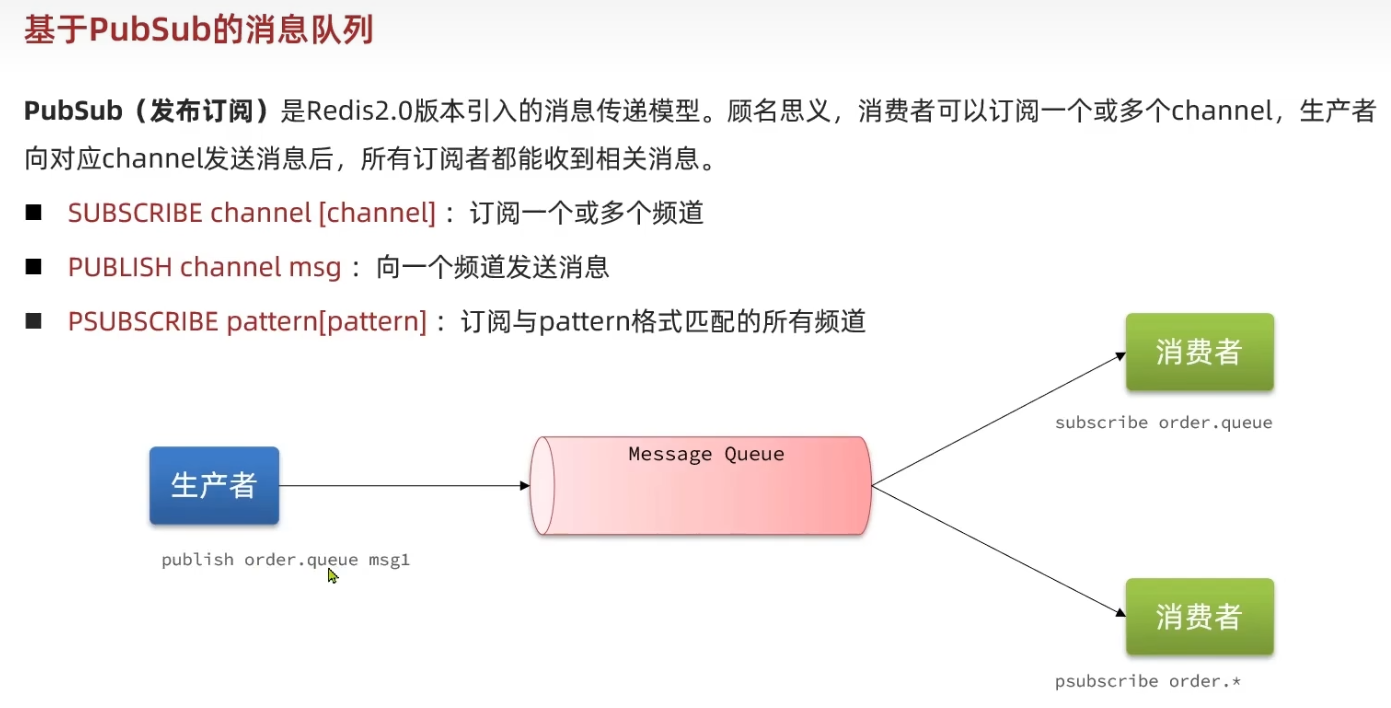 基于PubSub的消息队列
PubSub（发布订阅）是Redis2.0版本引入的消息传递模型。顾名思义，消费者可以订阅一个或多个channel，生产者
向对应channel发送消息后，所有订阅者都能收到相关消息。
■ SUBSCRIBE channel [channel] ：订阅一个或多个频道
■ PUBLISH channel msg ：向一个频道发送消息
■ PSUBSCRIBE pattern[pattern] ：订阅与pattern格式匹配的所有频道
消费者
subscribe order.queue
Message Queue
生产者
publish order.queue msg1
消费者
psubscribe order.*